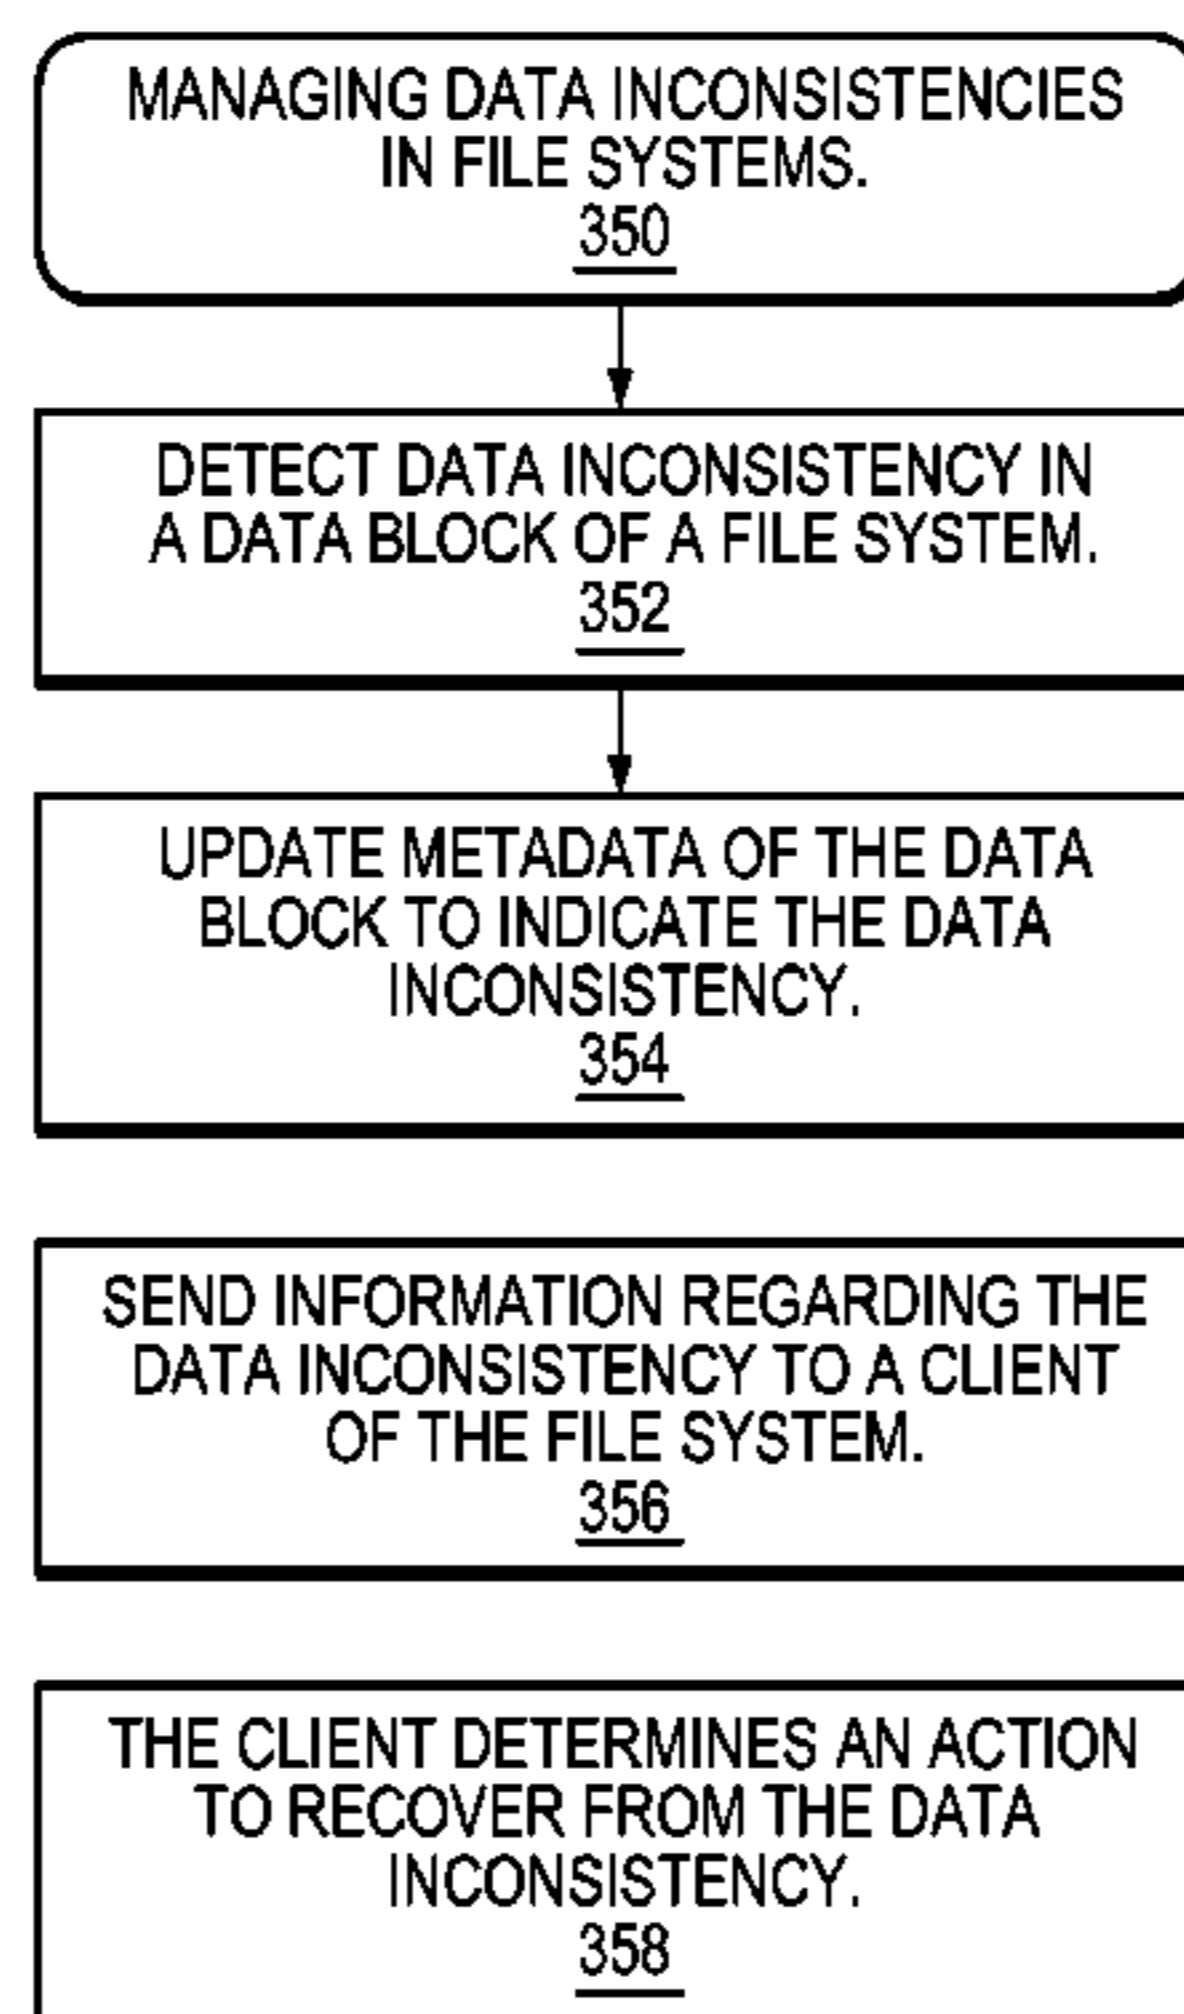 MANAGING DATA INCONSISTENCIES
IN FILE SYSTEMS.
350
DETECT DATA INCONSISTENCY IN
A DATA BLOCK OF A FILE SYSTEM.
352
UPDATE METADATA OF THE DATA
BLOCK TO INDICATE THE DATA
INCONSISTENCY.
354
SEND INFORMATION REGARDING THE
DATA INCONSISTENCY TO A CLIENT
OF THE FILE SYSTEM.
356
THE CLIENT DETERMINES AN ACTION
TO RECOVER FROM THE DATA
INCONSISTENCY.
358